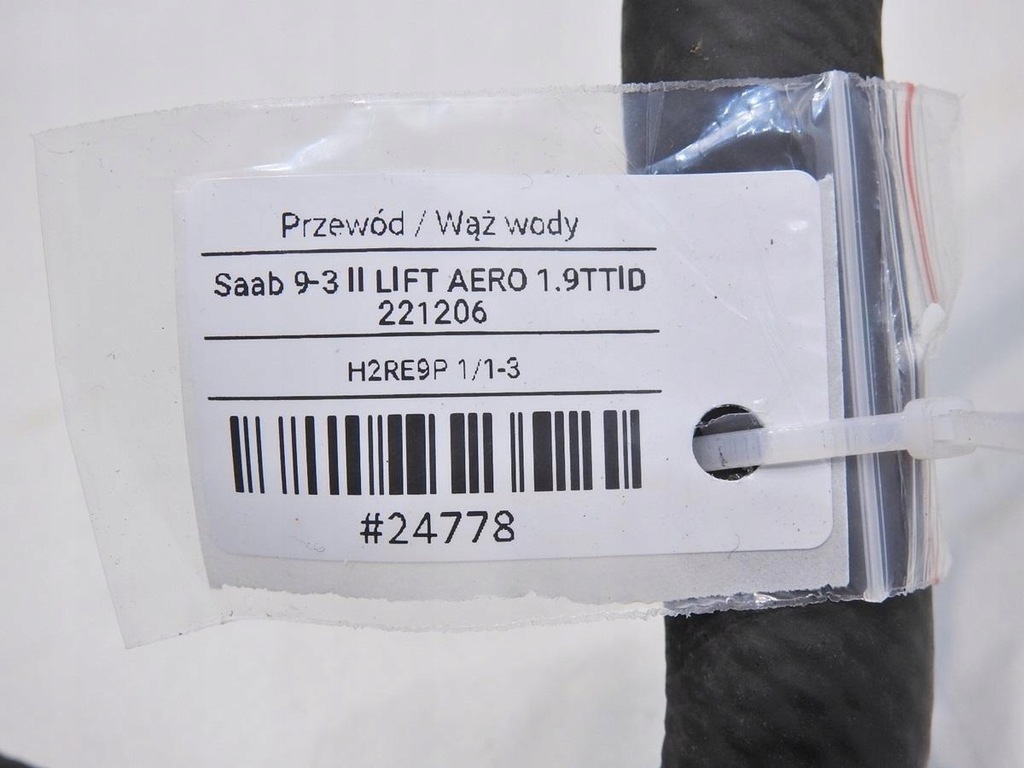 Przewód / Wąż wody
Saab 9-3 II LIFT AERO 1.9TTID
221206
H2RE9P 1/1-3
#24778